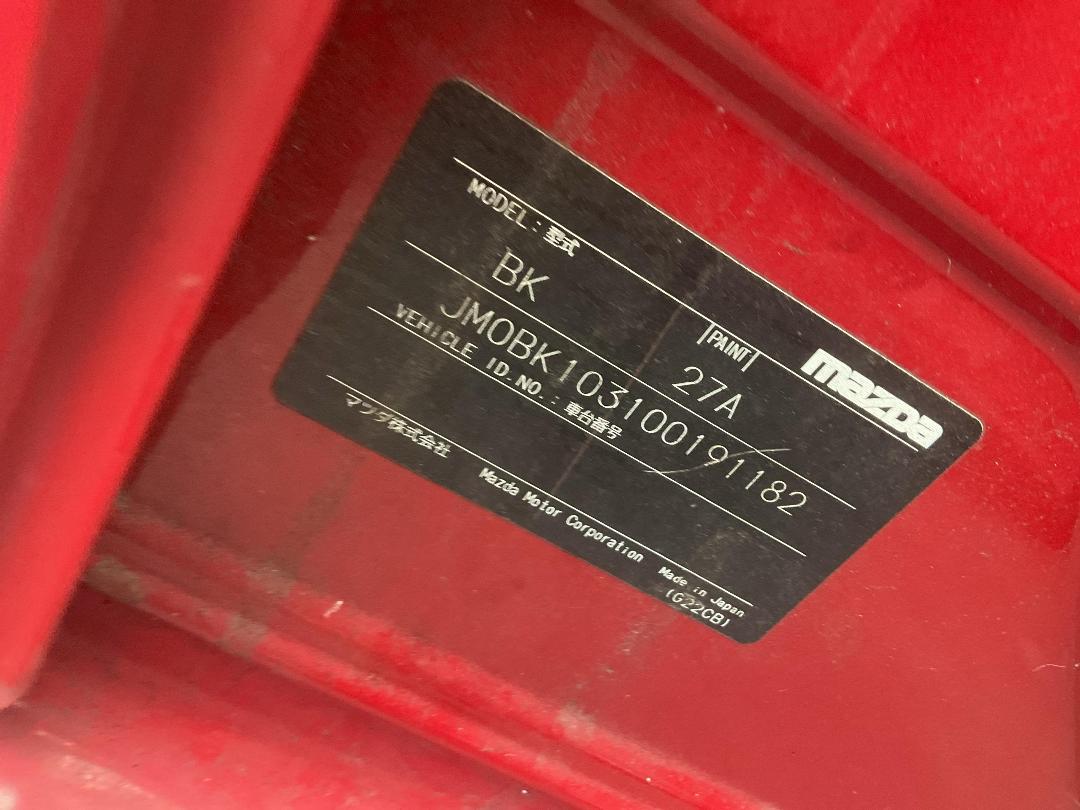 mazda
MODEL:型式
PAINT
BK 27A
JM0BK103100191182
VEHICLE ID.NO.:車台番号
マツダ株式会社 Mazda Motor Corporation Made in Japan
(G22CB)